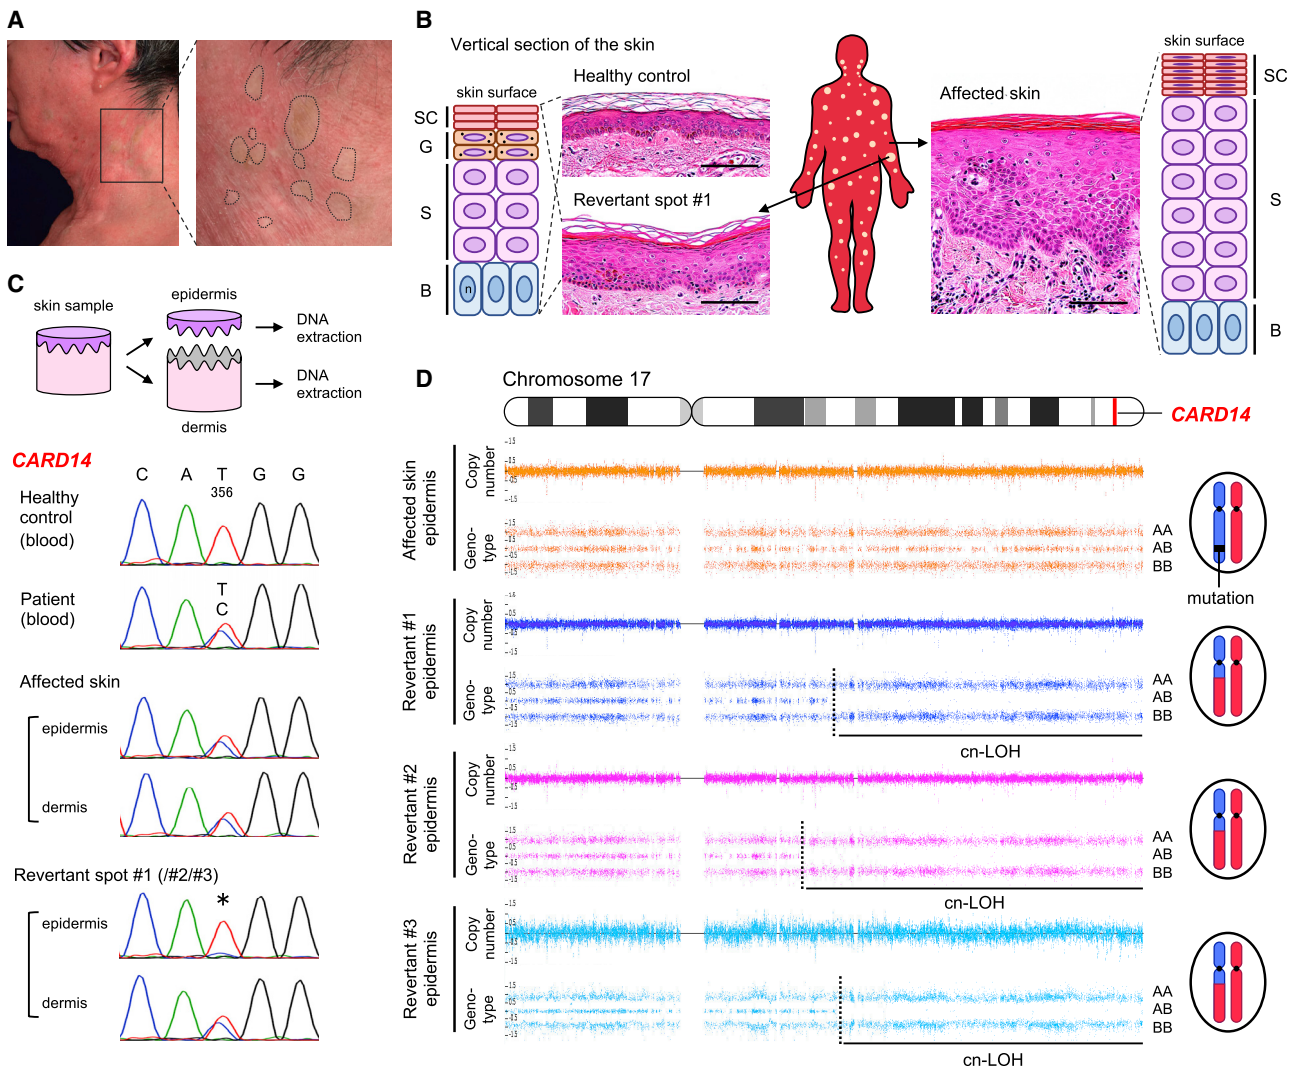 A
B
Vertical section of the skin
Healthy control
skin surface
SC
G
S
B
n
Revertant spot #1
Affected skin
skin surface
SC
S
B
C
skin sample
epidermis
DNA
extraction
DNA
extraction
dermis
CARD14
C A T G G
356
Healthy
control
(blood)
Patient
(blood)
T
C
Affected skin
epidermis
dermis
Revertant spot #1 (/#2/#3)
*
epidermis
dermis
D
Chromosome 17
CARD14
Affected skin
epidermis
Copy
number
Geno-
type
AA
AB
BB
mutation
Revertant #1
epidermis
Copy
number
Geno-
type
AA
AB
BB
cn-LOH
Revertant #2
epidermis
Copy
number
Geno-
type
AA
AB
BB
cn-LOH
Revertant #3
epidermis
Copy
number
Geno-
type
AA
AB
BB
cn-LOH